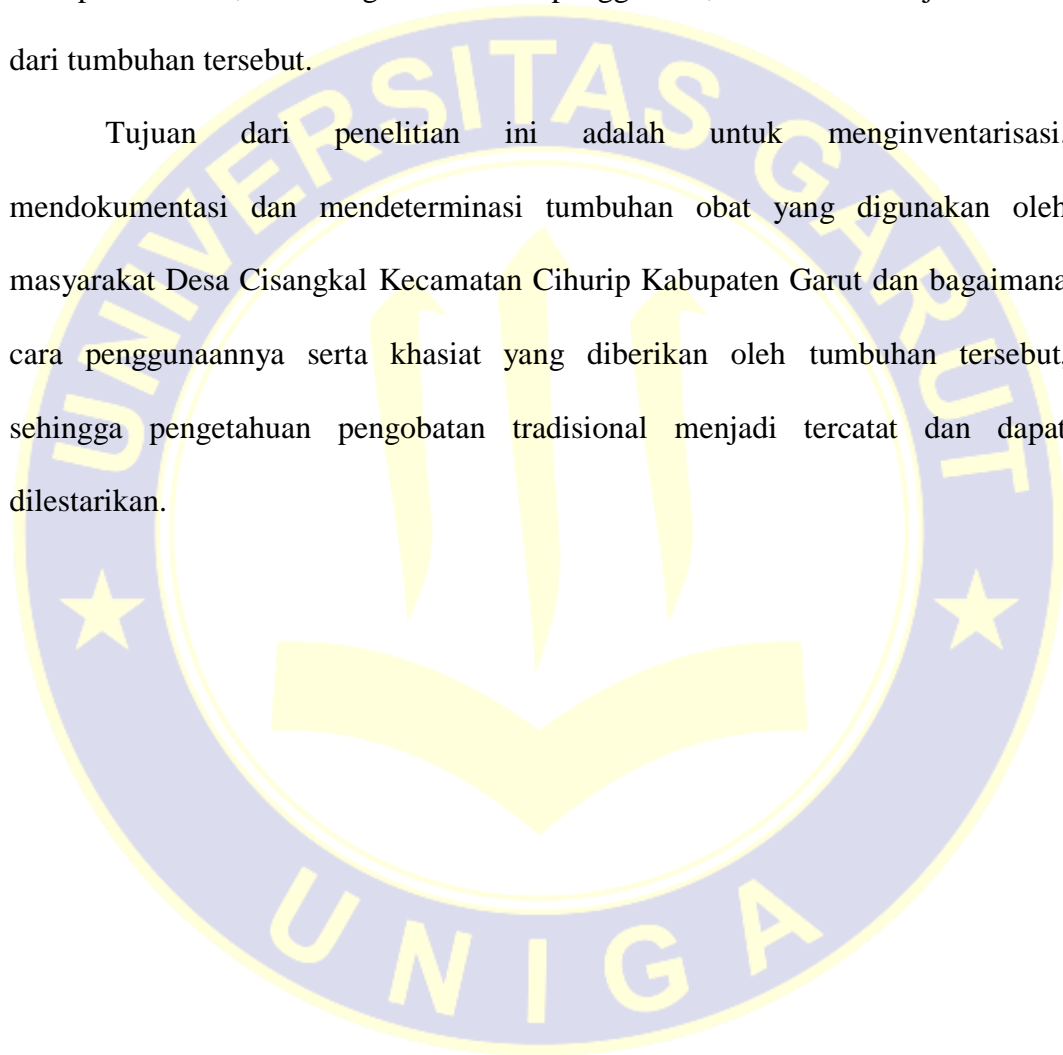 dari tumbuhan tersebut.
Tujuan dari penelitian ini adalah untuk menginventarisasi,
mendokumentasi dan mendeterminasi tumbuhan obat yang digunakan oleh
masyarakat Desa Cisangkal Kecamatan Cihurip Kabupaten Garut dan bagaimana
cara penggunaannya serta khasiat yang diberikan oleh tumbuhan tersebut,
sehingga pengetahuan pengobatan tradisional menjadi tercatat dan dapat
dilestarikan.
UNIVERSITAS GARUT
UNIGA